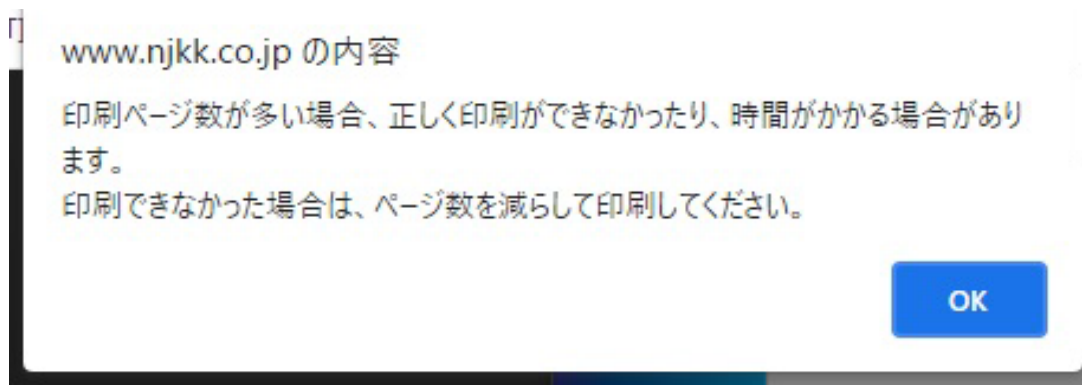 www.njkk.co.jp の内容
印刷ページ数が多い場合、正しく印刷ができなかったり、時間がかかる場合があり
ます。
印刷できなかった場合は、ページ数を減らして印刷してください。
OK